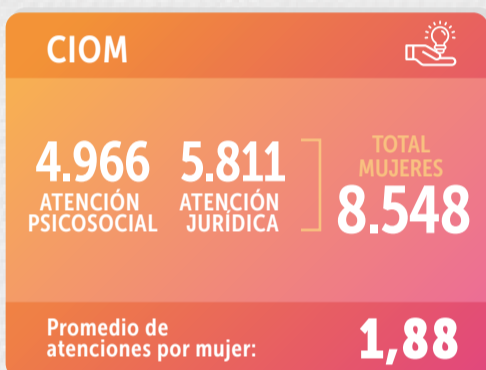 CIOM
4.966
ATENCIÓN
PSICOSOCIAL
5.811
ATENCIÓN
JURÍDICA
TOTAL
MUJERES
8.548
Promedio de
atenciones por mujer:
1,88